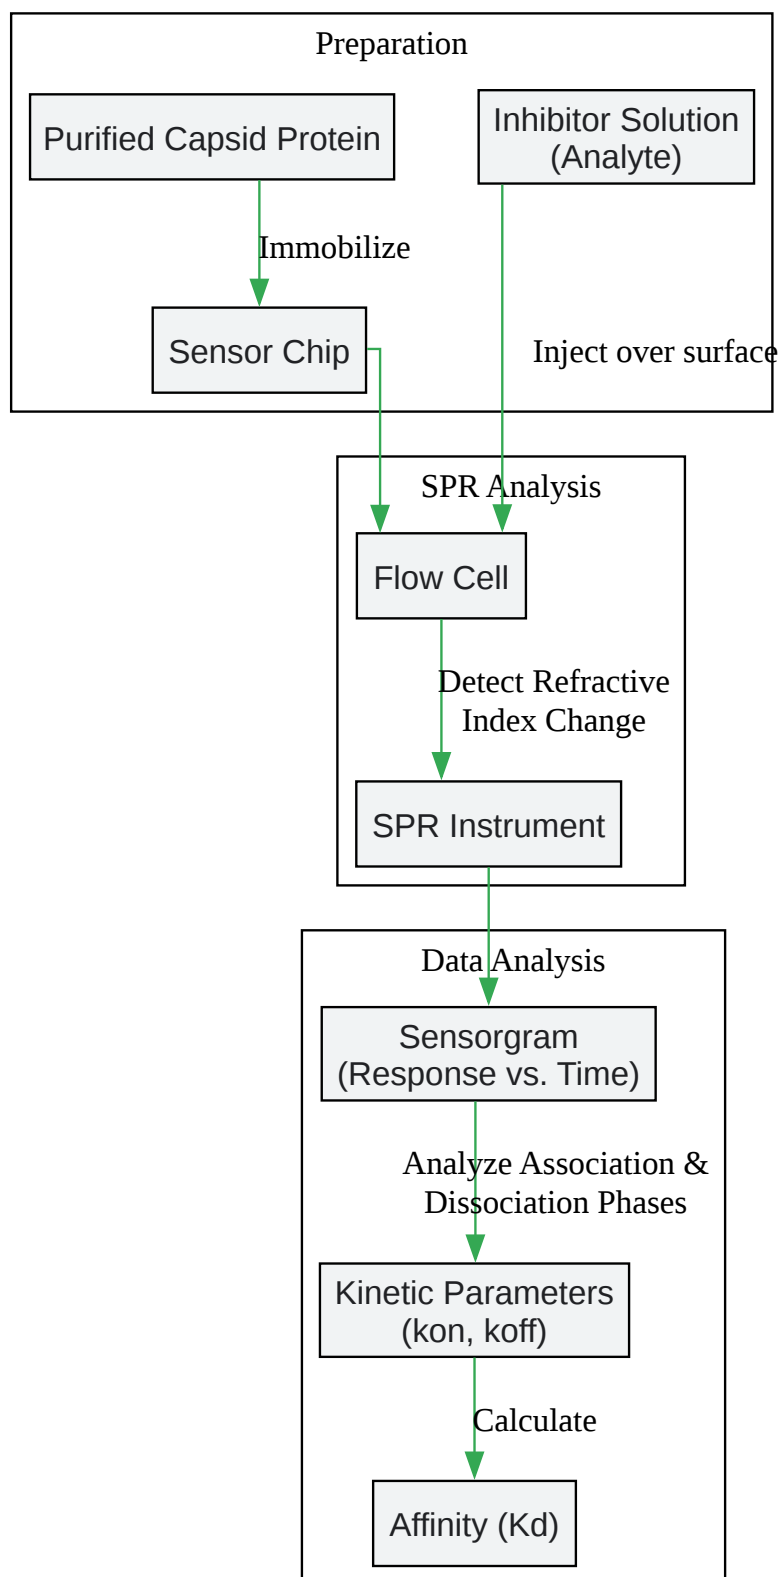 Preparation
Purified Capsid Protein
Inhibitor Solution
(Analyte)
Immobilize
Sensor Chip
Inject over surface
SPR Analysis
Flow Cell
Detect Refractive
Index Change
SPR Instrument
Data Analysis
Sensorgram
(Response vs. Time)
Analyze Association &
Dissociation Phases
Kinetic Parameters
(kon, koff)
Calculate
Affinity (Kd)